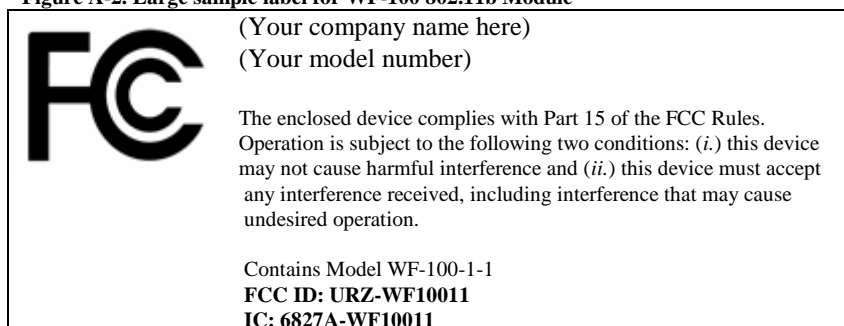 Figure A-2. Large sample label for WF-100 802.11b Module
FCC
(Your company name here)
(Your model number)
The enclosed device complies with Part 15 of the FCC Rules.
Operation is subject to the following two conditions: (i.) this device
may not cause harmful interference and (ii.) this device must accept
any interference received, including interference that may cause
undesired operation.
Contains Model WF-100-1-1
FCC ID: URZ-WF10011
IC: 6827A-WF10011